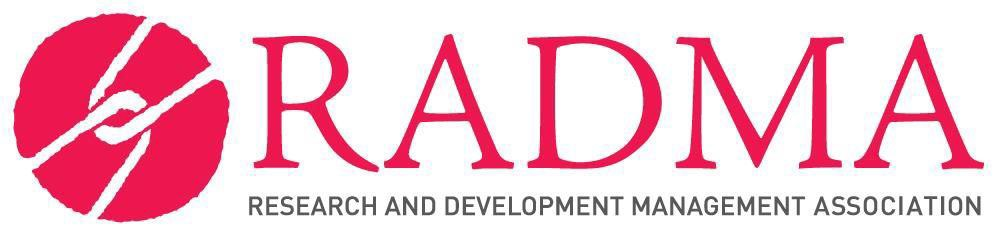 RADMA
RESEARCH AND DEVELOPMENT MANAGEMENT ASSOCIATION